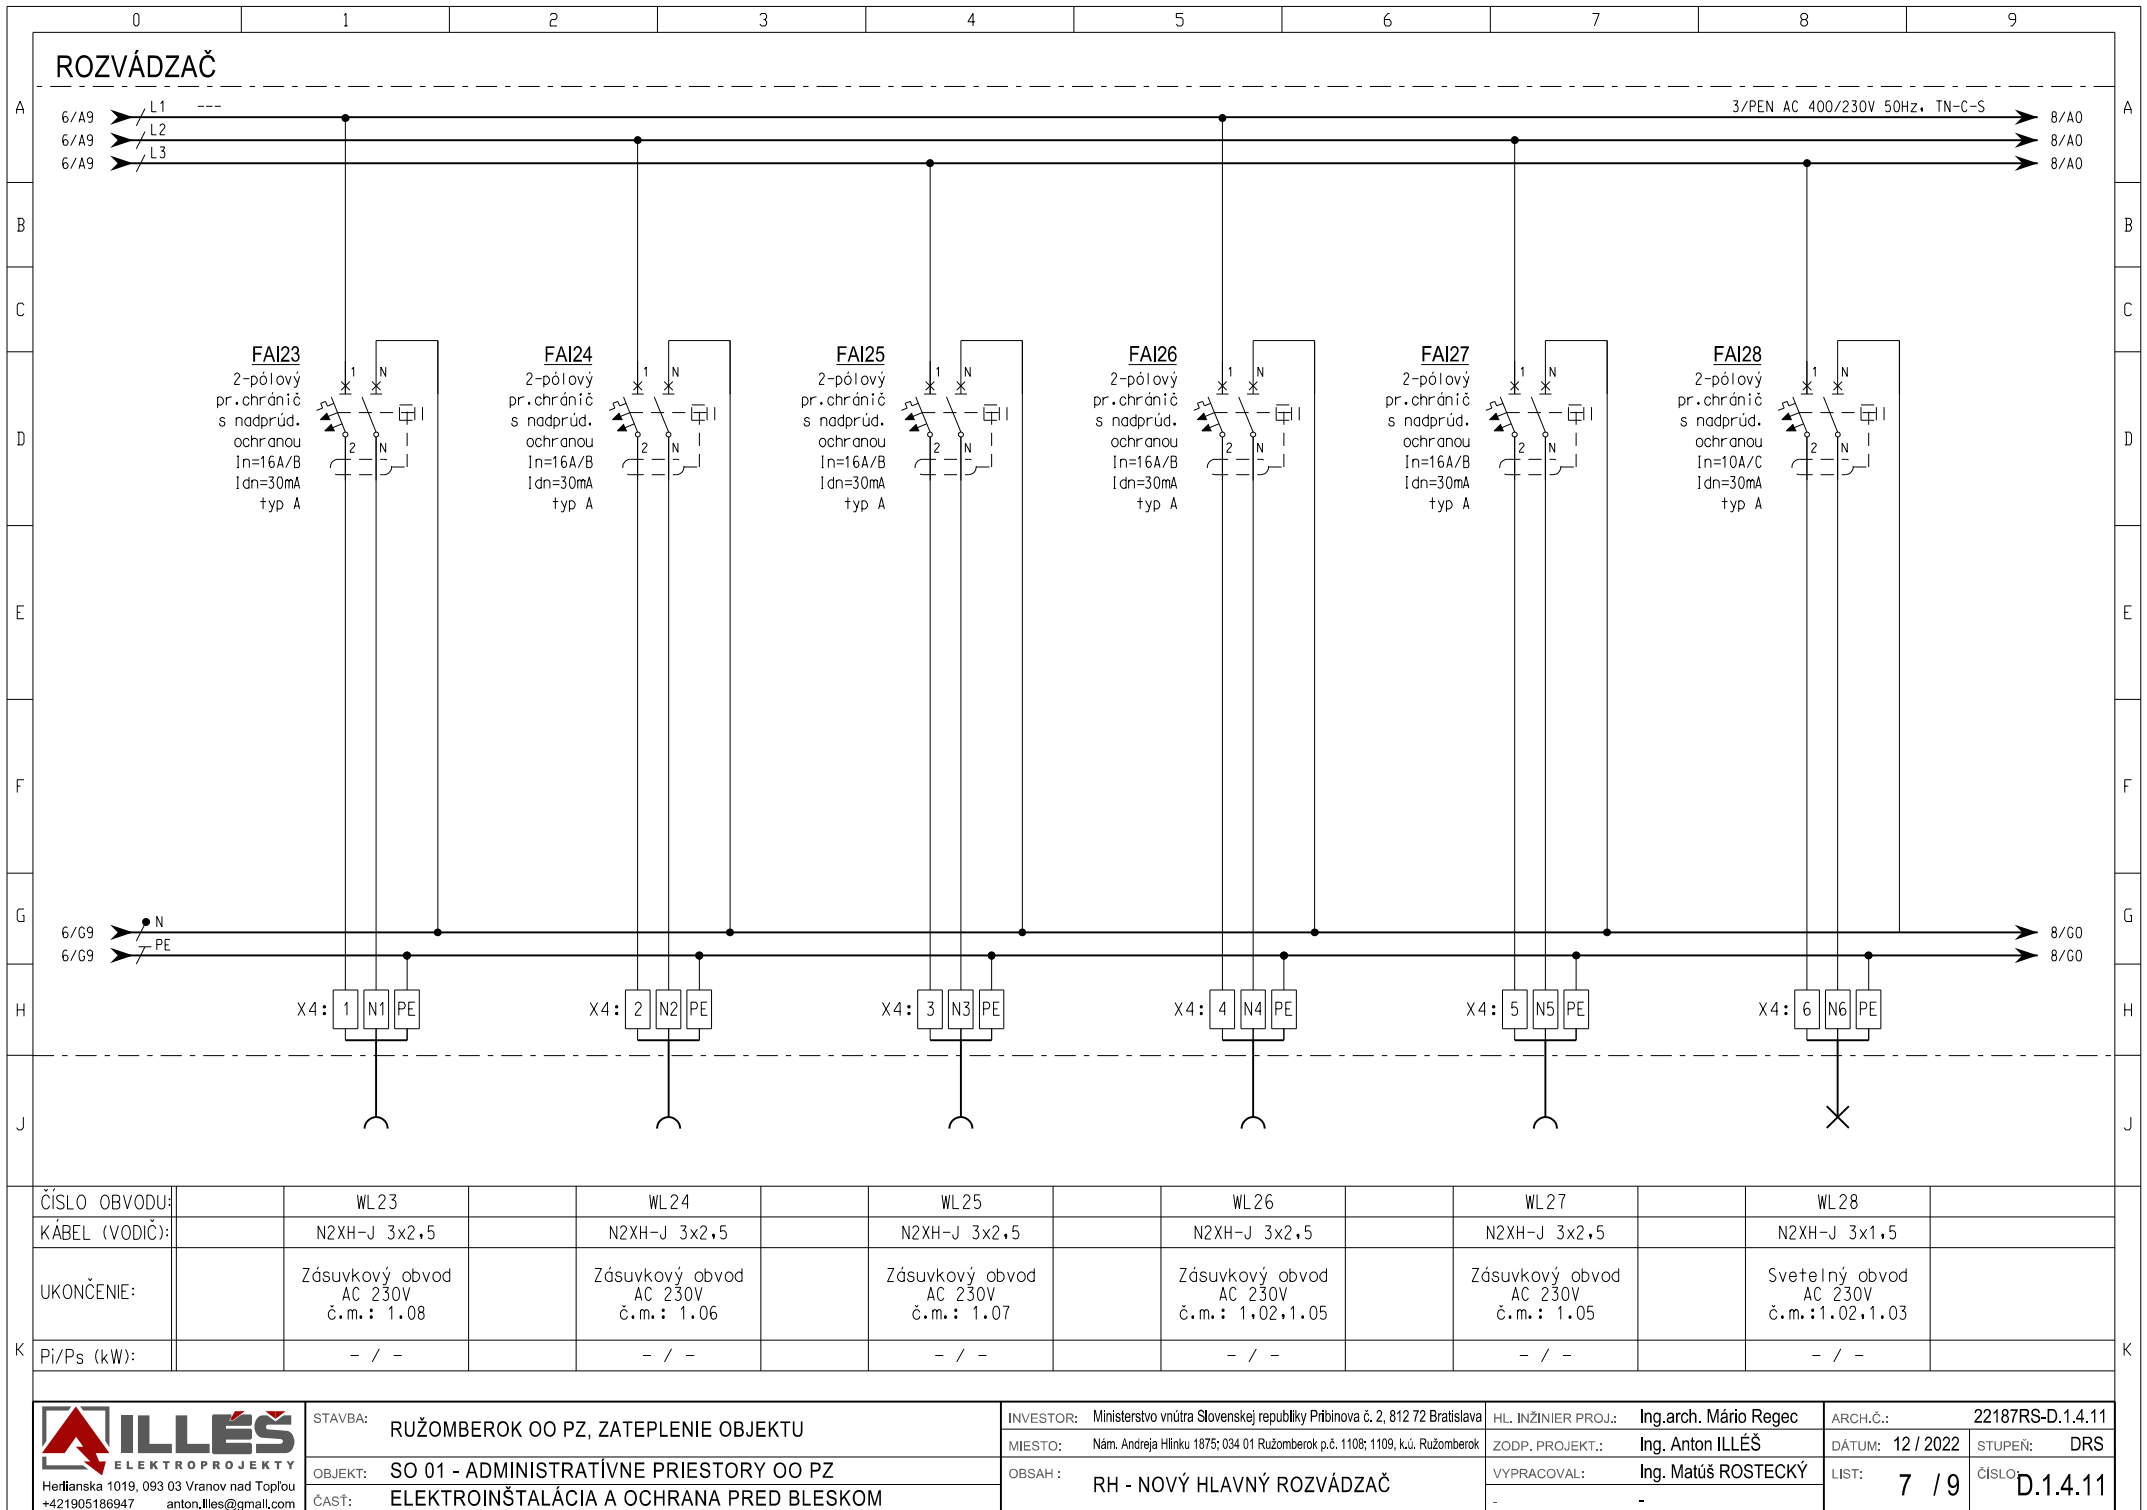 0 1 2 3 4 5 6 7 8 9
ROZVÁDZAČ
A A
6/A9 L1 --- 3/PEN AC 400/230V 50Hz, TN-C-S 8/A0
6/A9 L2 8/A0
6/A9 L3 8/A0
B B
C C
FAI23
2-pólový
pr.chránič
s nadprúd.
ochranou
In=16A/B
Idn=30mA
typ A
1 N
2 N
FAI24
2-pólový
pr.chránič
s nadprúd.
ochranou
In=16A/B
Idn=30mA
typ A
1 N
2 N
FAI25
2-pólový
pr.chránič
s nadprúd.
ochranou
In=16A/B
Idn=30mA
typ A
1 N
2 N
FAI26
2-pólový
pr.chránič
s nadprúd.
ochranou
In=16A/B
Idn=30mA
typ A
1 N
2 N
FAI27
2-pólový
pr.chránič
s nadprúd.
ochranou
In=16A/B
Idn=30mA
typ A
1 N
2 N
FAI28
2-pólový
pr.chránič
s nadprúd.
ochranou
In=10A/C
Idn=30mA
typ A
1 N
2 N
D D
E E
F F
G G
6/G9 N 8/G0
6/G9 PE 8/G0
H H
X4: 1 N1 PE X4: 2 N2 PE X4: 3 N3 PE X4: 4 N4 PE X4: 5 N5 PE X4: 6 N6 PE
J J
ČÍSLO OBVODU: WL23 WL24 WL25 WL26 WL27 WL28
KÁBEL (VODIČ): N2XH-J 3x2,5 N2XH-J 3x2,5 N2XH-J 3x2,5 N2XH-J 3x2,5 N2XH-J 3x2,5 N2XH-J 3x1,5
UKONČENIE:
Zásuvkový obvod
AC 230V
č.m.: 1.08
Zásuvkový obvod
AC 230V
č.m.: 1.06
Zásuvkový obvod
AC 230V
č.m.: 1.07
Zásuvkový obvod
AC 230V
č.m.: 1,02,1.05
Zásuvkový obvod
AC 230V
č.m.: 1.05
Svetelný obvod
AC 230V
č.m.:1.02,1.03
K K
Pi/Ps (kW): - / - - / - - / - - / - - / - - / -
ILLÉŠ
ELEKTROPROJEKTY
Herlianska 1019, 093 03 Vranov nad Topľou
+421905186947 anton.illes@gmail.com
STAVBA: RUŽOMBEROK OO PZ, ZATEPLENIE OBJEKTU
OBJEKT: SO 01 - ADMINISTRATÍVNE PRIESTORY OO PZ
ČASŤ: ELEKTROINŠTALÁCIA A OCHRANA PRED BLESKOM
INVESTOR: Ministerstvo vnútra Slovenskej republiky Pribinova č. 2, 812 72 Bratislava
MIESTO: Nám. Andreja Hlinku 1875; 034 01 Ružomberok p.č. 1108; 1109, k.ú. Ružomberok
OBSAH : RH - NOVÝ HLAVNÝ ROZVÁDZAČ
HL. INŽINIER PROJ.: Ing.arch. Mário Regec
ZODP. PROJEKT.: Ing. Anton ILLÉŠ
VYPRACOVAL: Ing. Matúš ROSTECKÝ
- -
ARCH.Č.: 22187RS-D.1.4.11
DÁTUM: 12 / 2022 STUPEŇ: DRS
LIST: 7 / 9 ČÍSLO: D.1.4.11